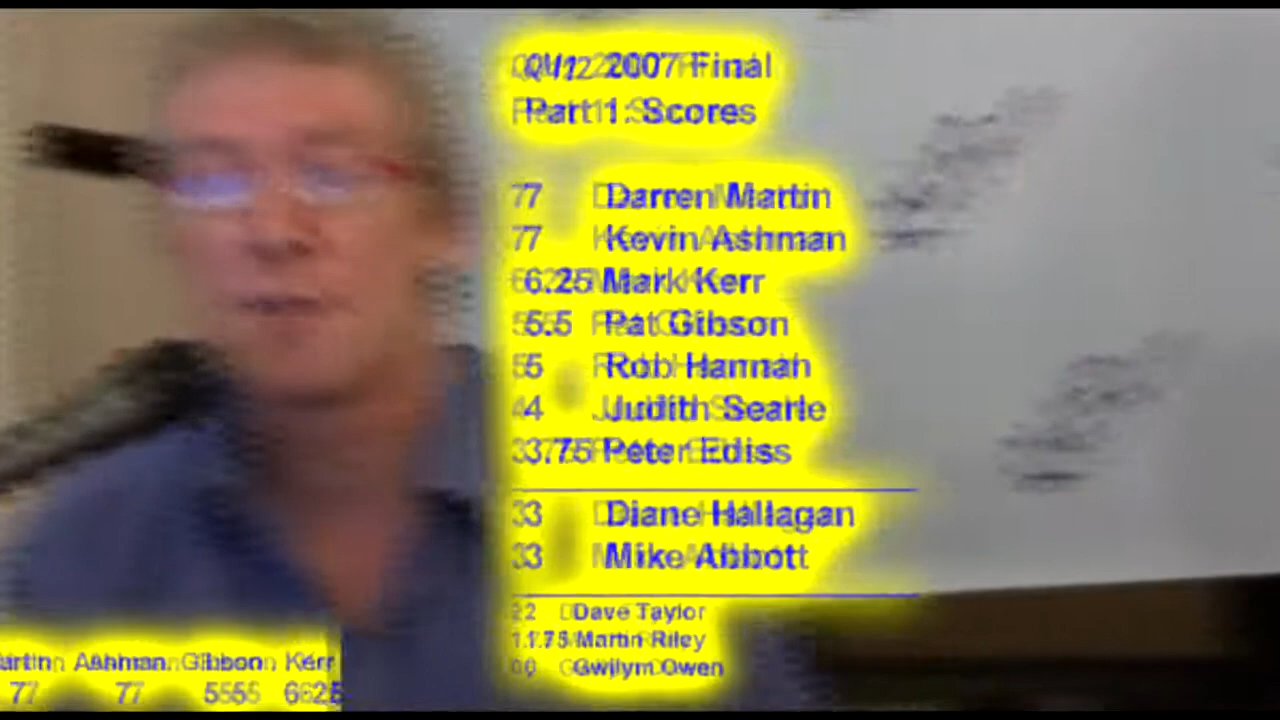 2007 Final
Part 1: Scores
7 Darren Martin
7 Kevin Ashman
6.25 Mark Kerr
5.5 Pat Gibson
5 Rob Hannah
4 Judith Searle
3.75 Peter Ediss
3 Diane Hallagan
3 Mike Abbott
2 Dave Taylor
1.75 Martin Riley
0 Gwilym Owen
Martin Ashman Gibson Kerr
7 7 5.5 6.25